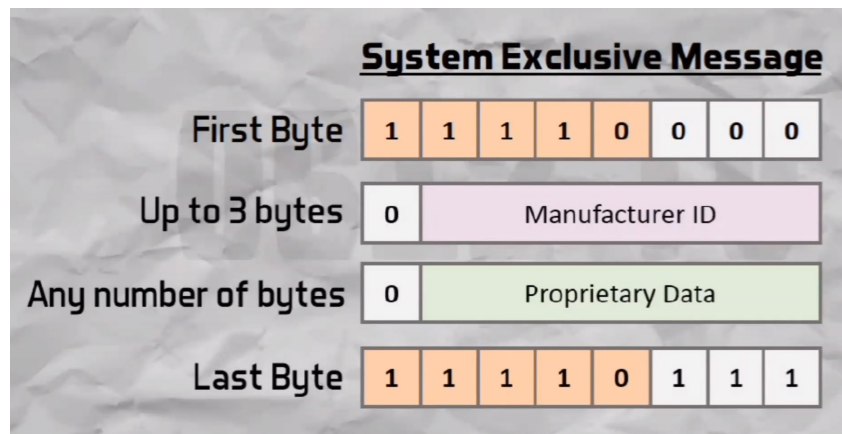 System Exclusive Message
First Byte 1 1 1 1 0 0 0 0
Up to 3 bytes 0 Manufacturer ID
Any number of bytes 0 Proprietary Data
Last Byte 1 1 1 1 0 1 1 1